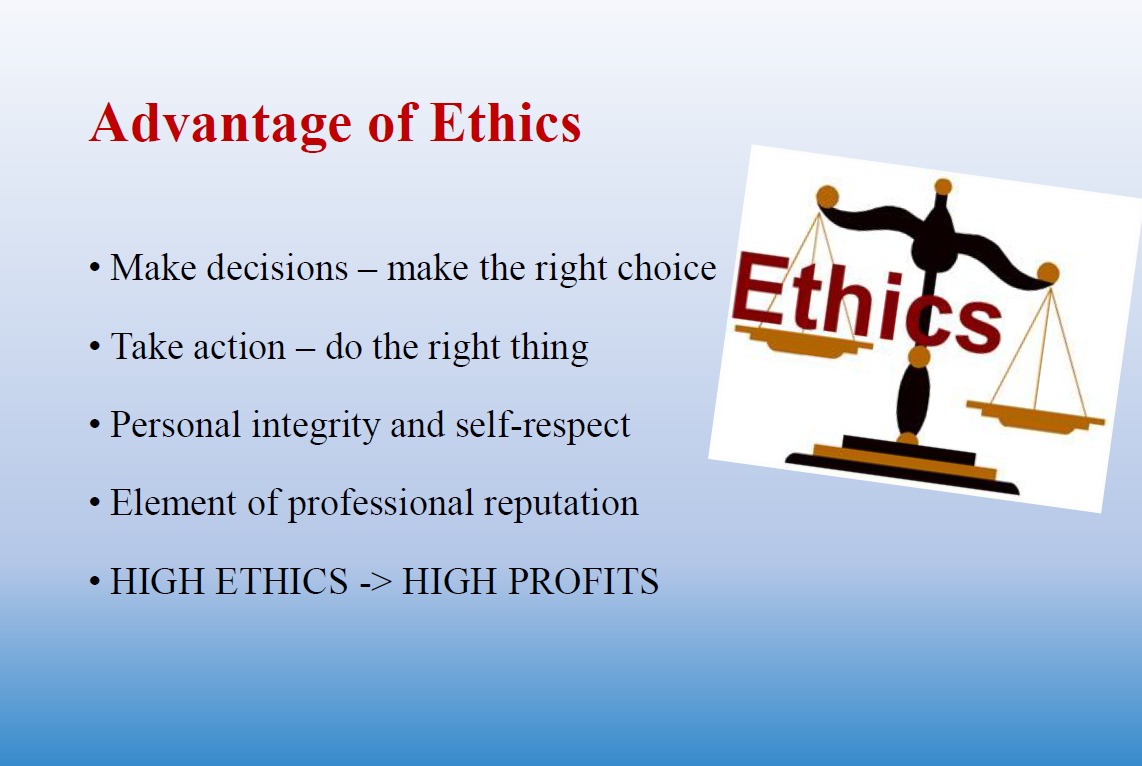 Advantage of Ethics
• Make decisions – make the right choice
• Take action – do the right thing
• Personal integrity and self-respect
• Element of professional reputation
• HIGH ETHICS -> HIGH PROFITS
Ethics